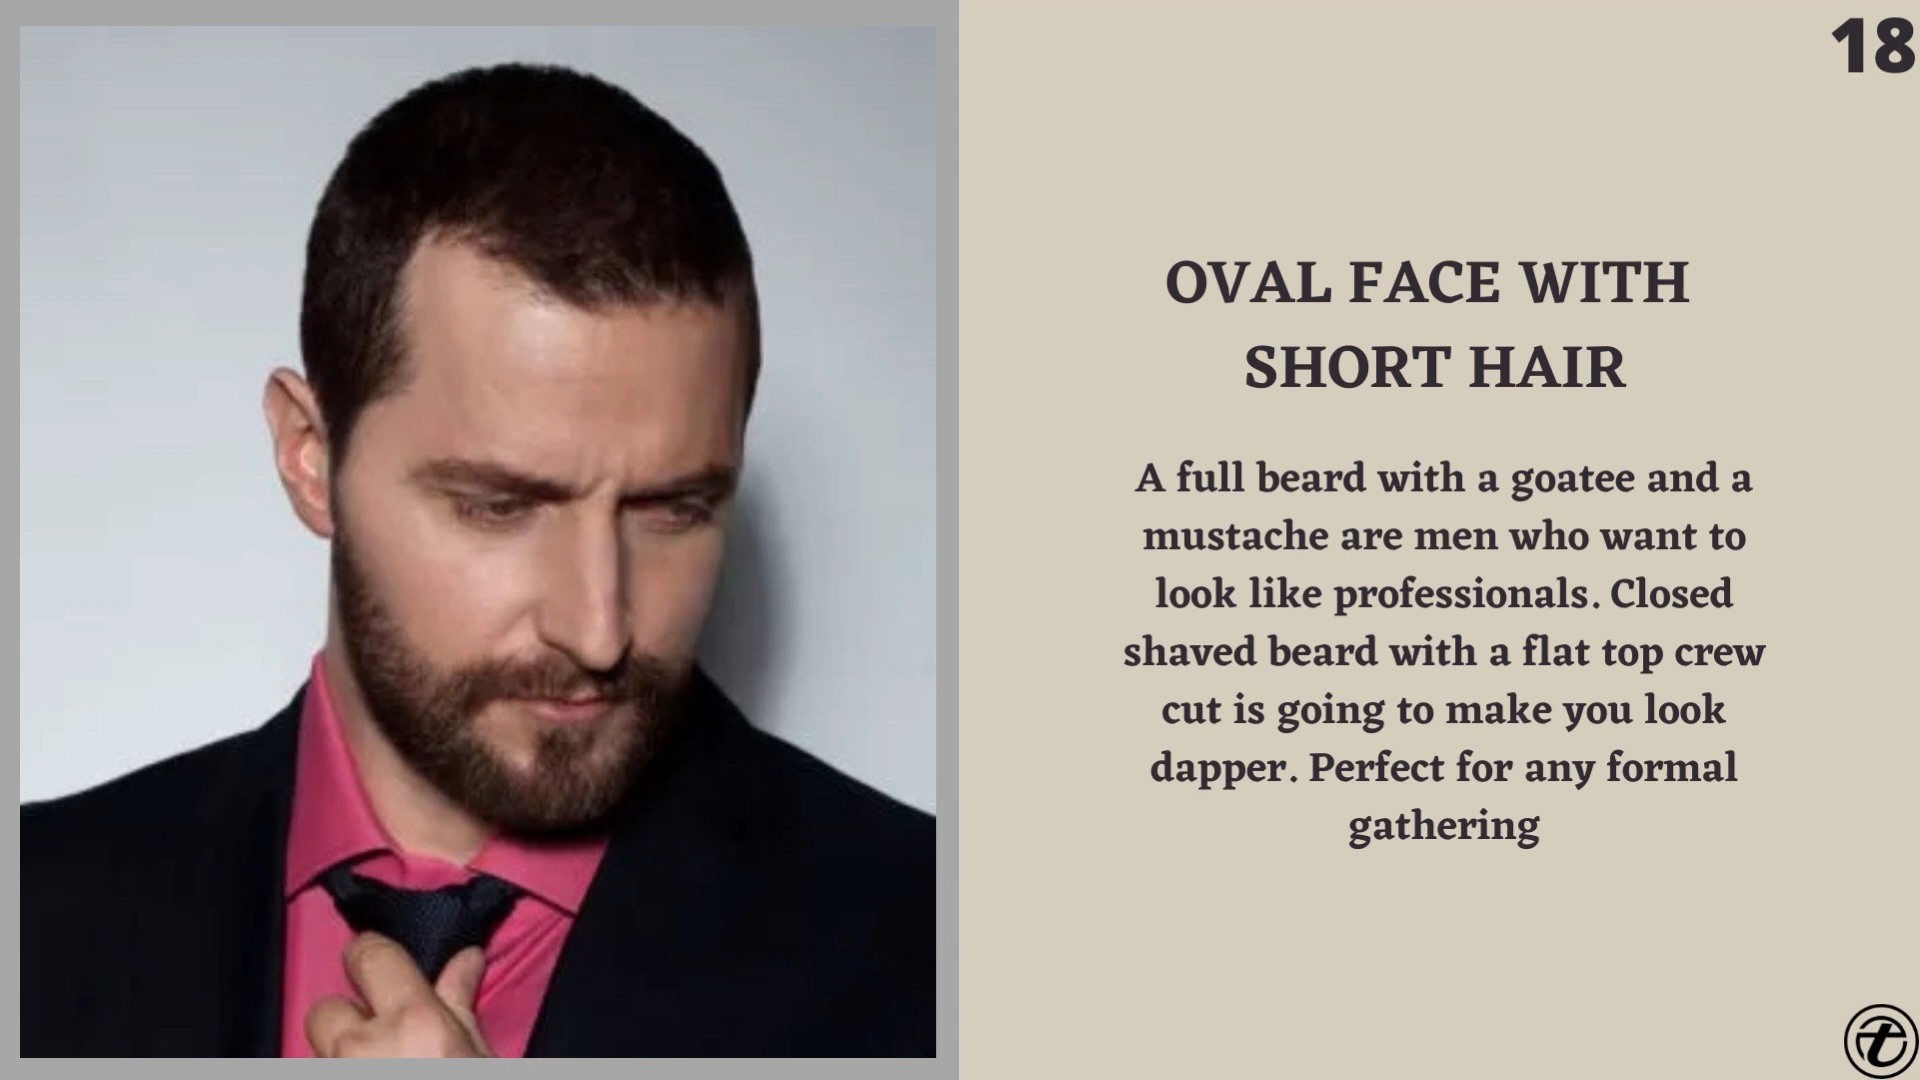 18
OVAL FACE WITH
SHORT HAIR
A full beard with a goatee and a
mustache are men who want to
look like professionals. Closed
shaved beard with a flat top crew
cut is going to make you look
dapper. Perfect for any formal
gathering
t